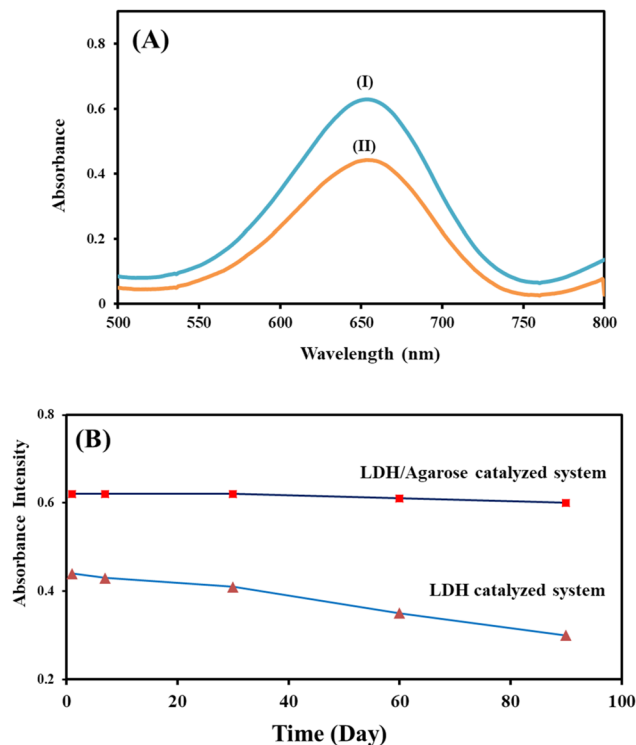 (A)
0.8
0.6
0.4
0.2
0
Absorbance
(I)
(II)
500 550 600 650 700 750 800
Wavelength (nm)
(B)
0.8
0.6
0.4
0.2
Absorbance Intensity
LDH/Agarose catalyzed system
LDH catalyzed system
0 20 40 60 80 100
Time (Day)